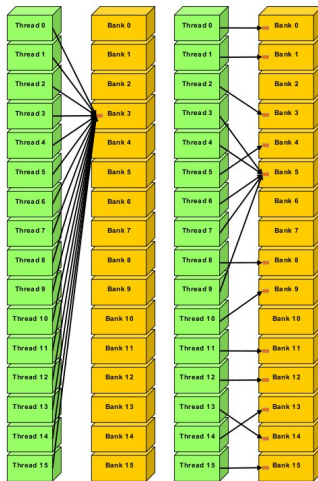 Thread 0 Bank 0 Thread 0 Bank 0
Thread 1 Bank 1 Thread 1 Bank 1
Thread 2 Bank 2 Thread 2 Bank 2
Thread 3 Bank 3 Thread 3 Bank 3
Thread 4 Bank 4 Thread 4 Bank 4
Thread 5 Bank 5 Thread 5 Bank 5
Thread 6 Bank 6 Thread 6 Bank 6
Thread 7 Bank 7 Thread 7 Bank 7
Thread 8 Bank 8 Thread 8 Bank 8
Thread 9 Bank 9 Thread 9 Bank 9
Thread 10 Bank 10 Thread 10 Bank 10
Thread 11 Bank 11 Thread 11 Bank 11
Thread 12 Bank 12 Thread 12 Bank 12
Thread 13 Bank 13 Thread 13 Bank 13
Thread 14 Bank 14 Thread 14 Bank 14
Thread 15 Bank 15 Thread 15 Bank 15